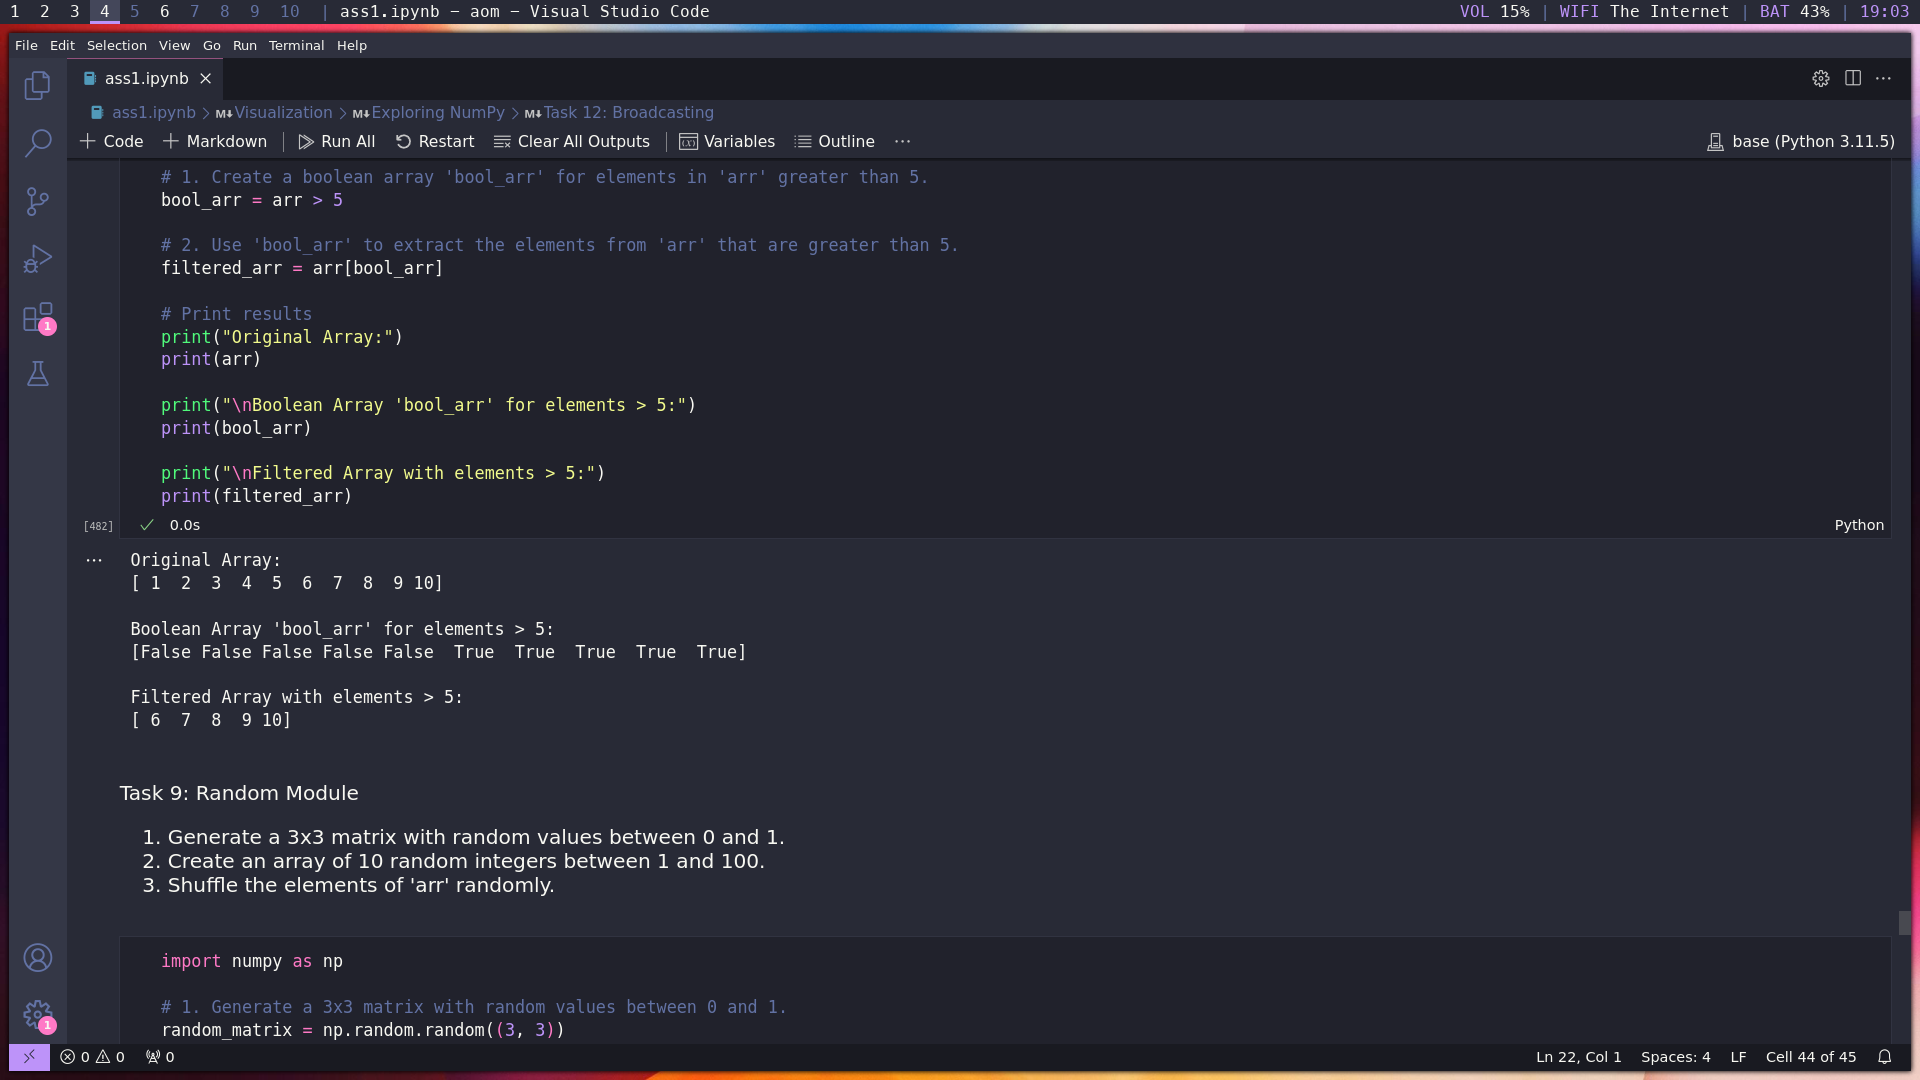 1 2 3 4 5 6 7 8 9 10 | ass1.ipynb – aom – Visual Studio Code VOL 15% | WIFI The Internet | BAT 43% | 19:03
File Edit Selection View Go Run Terminal Help
ass1.ipynb
ass1.ipynb > M↓Visualization > M↓Exploring NumPy > M↓Task 12: Broadcasting
+ Code + Markdown | Run All Restart Clear All Outputs | Variables Outline ··· base (Python 3.11.5)
# 1. Create a boolean array 'bool_arr' for elements in 'arr' greater than 5.
bool_arr = arr > 5
# 2. Use 'bool_arr' to extract the elements from 'arr' that are greater than 5.
filtered_arr = arr[bool_arr]
# Print results
print("Original Array:")
print(arr)
print("\nBoolean Array 'bool_arr' for elements > 5:")
print(bool_arr)
print("\nFiltered Array with elements > 5:")
print(filtered_arr)
[482] ✓ 0.0s Python
··· Original Array:
[ 1  2  3  4  5  6  7  8  9 10]
Boolean Array 'bool_arr' for elements > 5:
[False False False False False  True  True  True  True  True]
Filtered Array with elements > 5:
[ 6  7  8  9 10]
Task 9: Random Module
1. Generate a 3x3 matrix with random values between 0 and 1.
2. Create an array of 10 random integers between 1 and 100.
3. Shuffle the elements of 'arr' randomly.
import numpy as np
# 1. Generate a 3x3 matrix with random values between 0 and 1.
random_matrix = np.random.random((3, 3))
1
1
0 0 0 Ln 22, Col 1 Spaces: 4 LF Cell 44 of 45